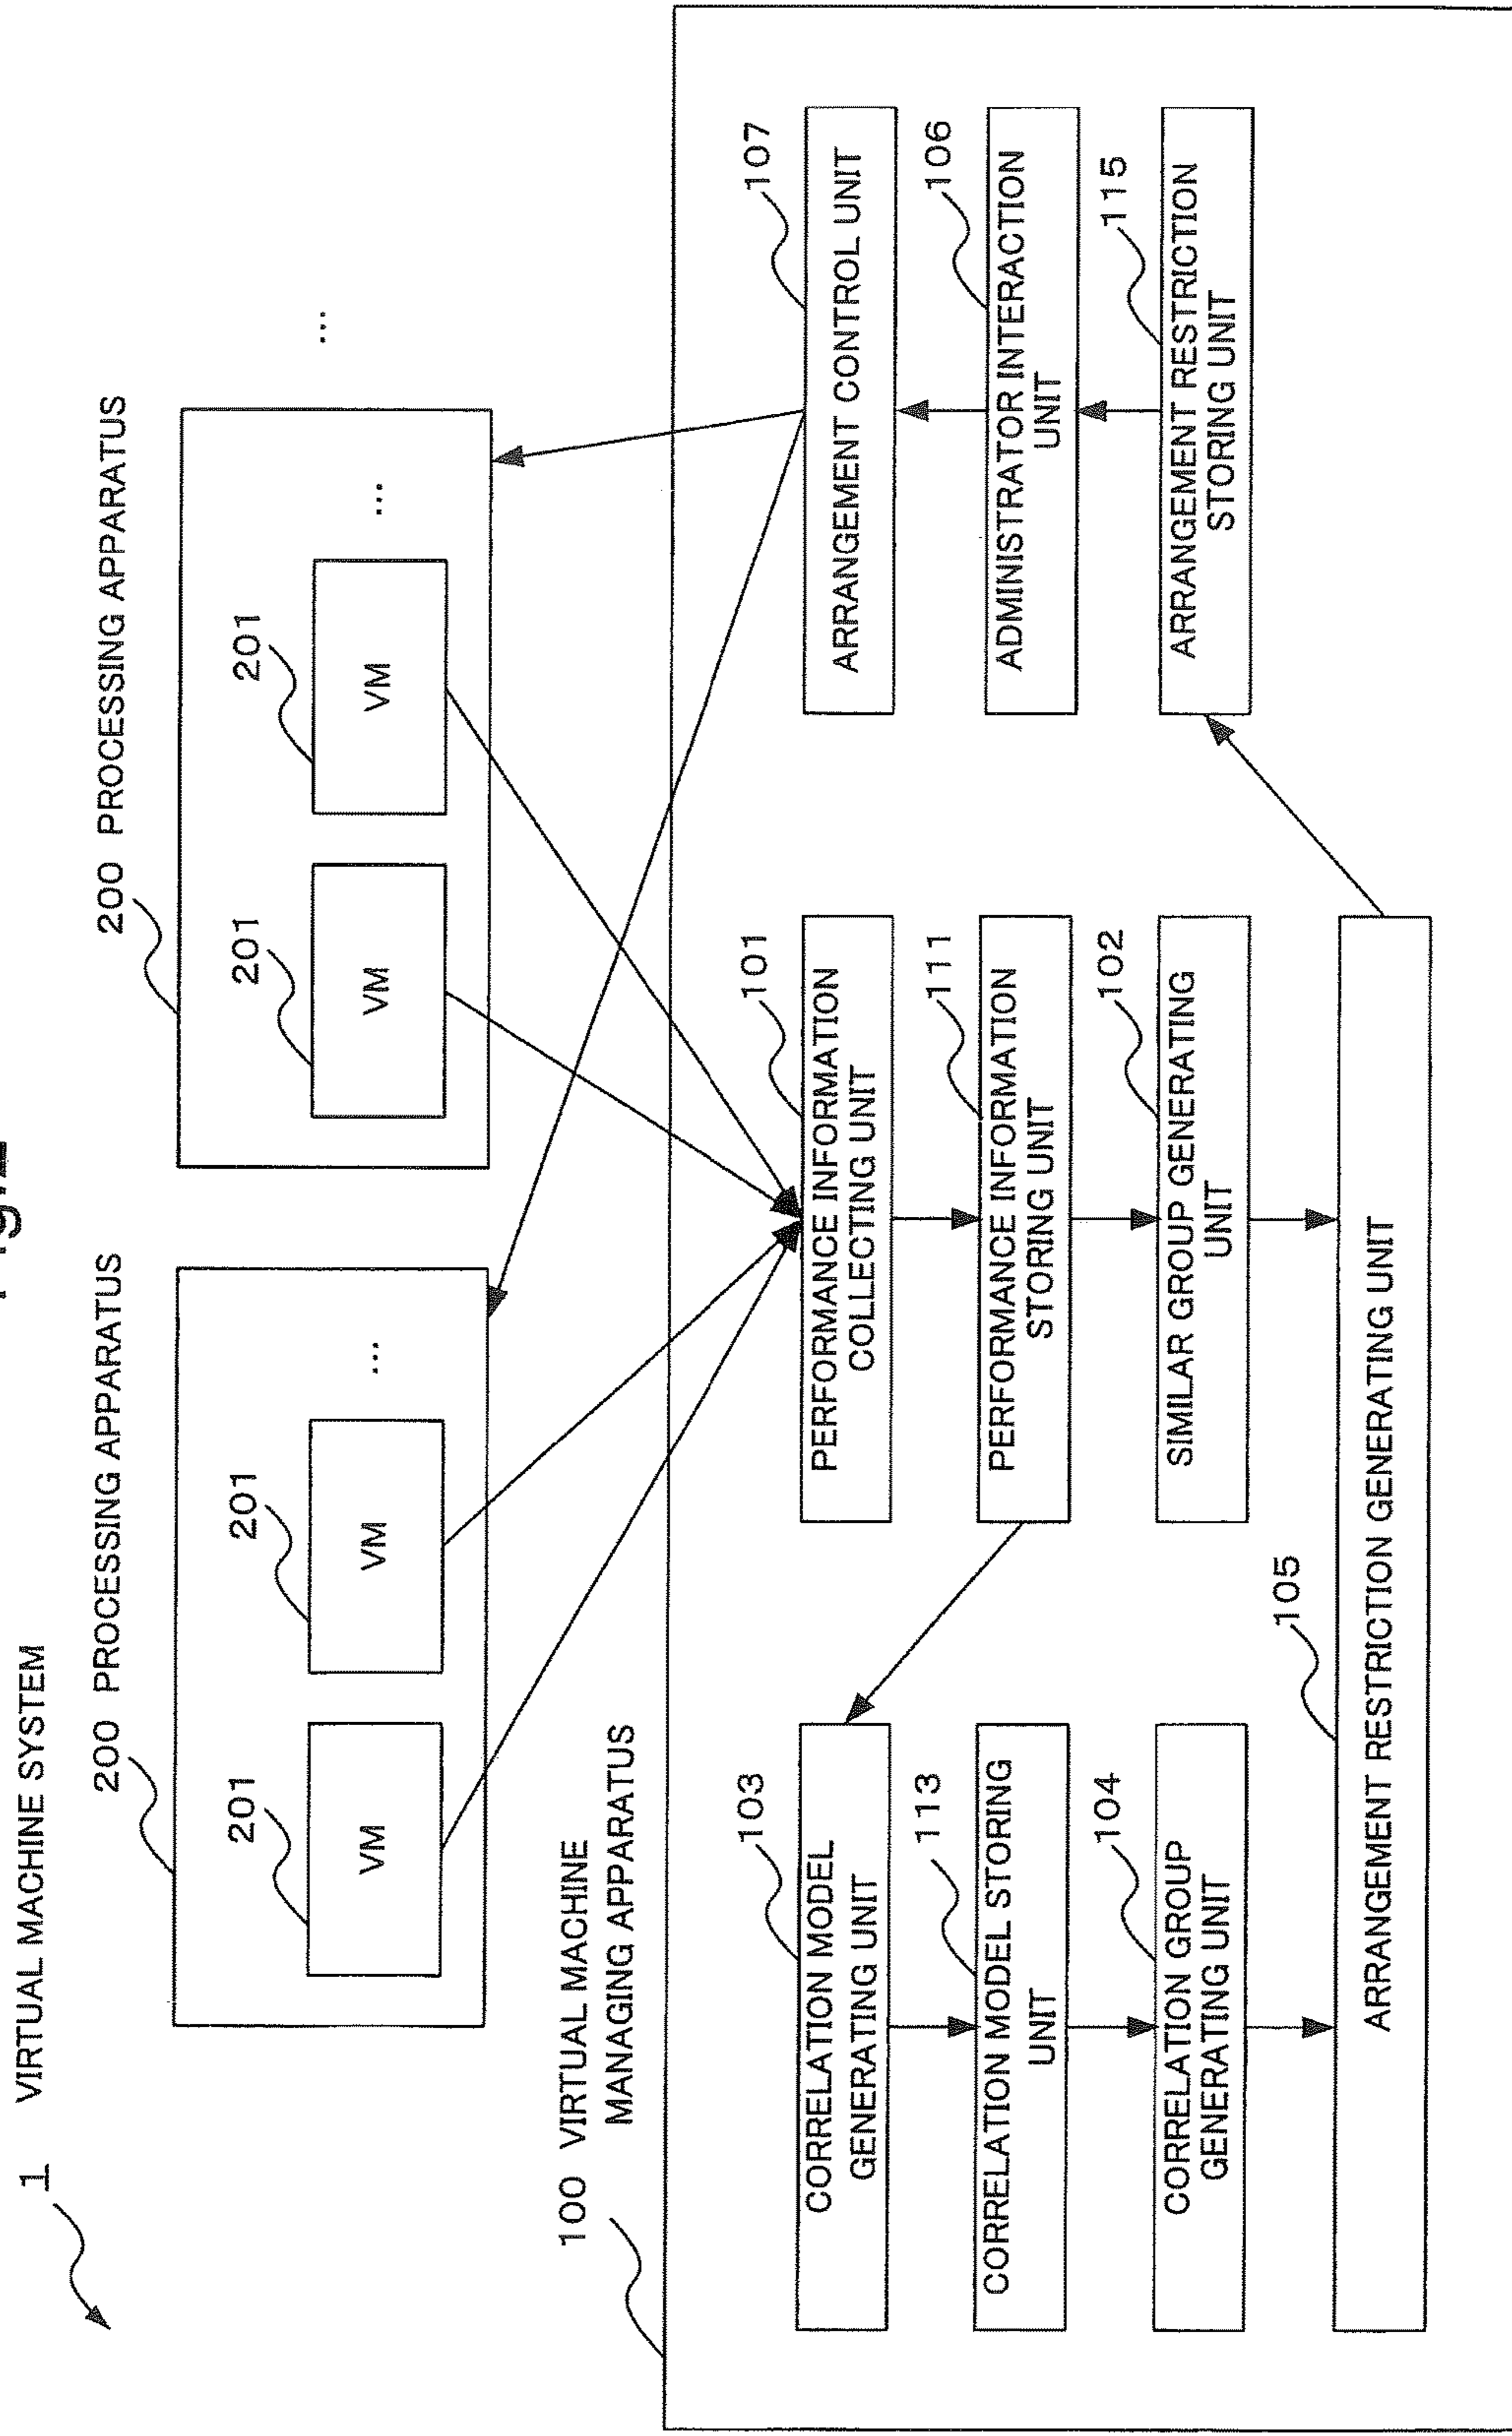 1 VIRTUAL MACHINE SYSTEM
200 PROCESSING APPARATUS
201
VM
201
VM
...
200 PROCESSING APPARATUS
201
VM
201
VM
...
...
100 VIRTUAL MACHINE
MANAGING APPARATUS
103
CORRELATION MODEL
GENERATING UNIT
113
CORRELATION MODEL STORING
UNIT
104
CORRELATION GROUP
GENERATING UNIT
101
PERFORMANCE INFORMATION
COLLECTING UNIT
111
PERFORMANCE INFORMATION
STORING UNIT
102
SIMILAR GROUP GENERATING
UNIT
107
ARRANGEMENT CONTROL UNIT
106
ADMINISTRATOR INTERACTION
UNIT
115
ARRANGEMENT RESTRICTION
STORING UNIT
105
ARRANGEMENT RESTRICTION GENERATING UNIT